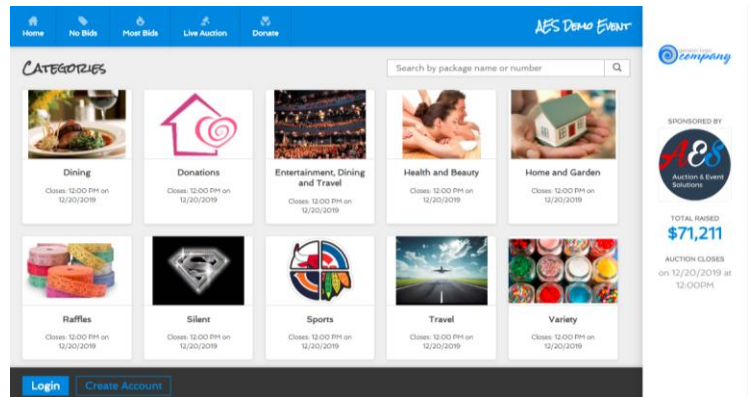 Home
No Bids
Most Bids
Live Auction
Donate
AES Demo Event
Categories
Search by package name or number
Dining
Closes: 12:00 PM on
12/20/2019
Donations
Closes: 12:00 PM on
12/20/2019
Entertainment, Dining
and Travel
Closes: 12:00 PM on
12/20/2019
Health and Beauty
Closes: 12:00 PM on
12/20/2019
Home and Garden
Closes: 12:00 PM on
12/20/2019
Raffles
Closes: 12:00 PM on
12/20/2019
Silent
Closes: 12:00 PM on
12/20/2019
Sports
Closes: 12:00 PM on
12/20/2019
Travel
Closes: 12:00 PM on
12/20/2019
Variety
Closes: 12:00 PM on
12/20/2019
Login
Create Account
generic logo
company
SPONSORED BY
AES
Auction & Event
Solutions
TOTAL RAISED
$71,211
AUCTION CLOSES
on 12/20/2019 at
12:00PM